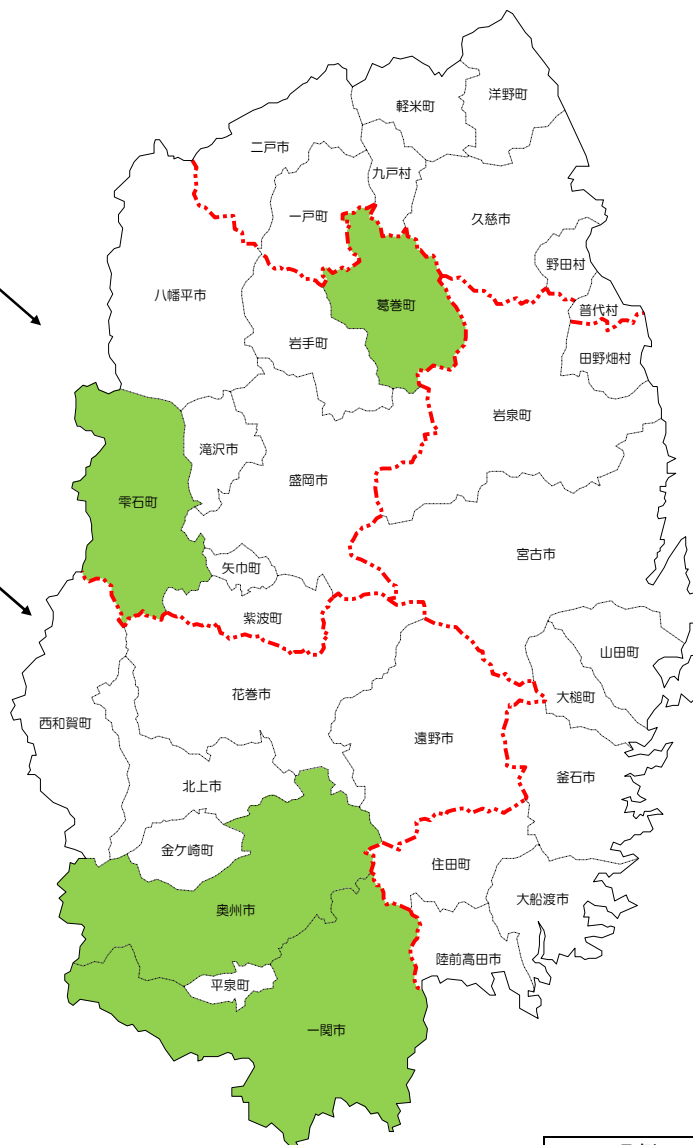 洋野町
軽米町
二戸市
九戸村
一戸町
久慈市
野田村
八幡平市
葛巻町
普代村
岩手町
田野畑村
岩泉町
滝沢市
盛岡市
雫石町
宮古市
矢巾町
紫波町
山田町
花巻市
大槌町
西和賀町
遠野市
釜石市
北上市
金ケ崎町
住田町
奥州市
大船渡市
陸前高田市
平泉町
一関市